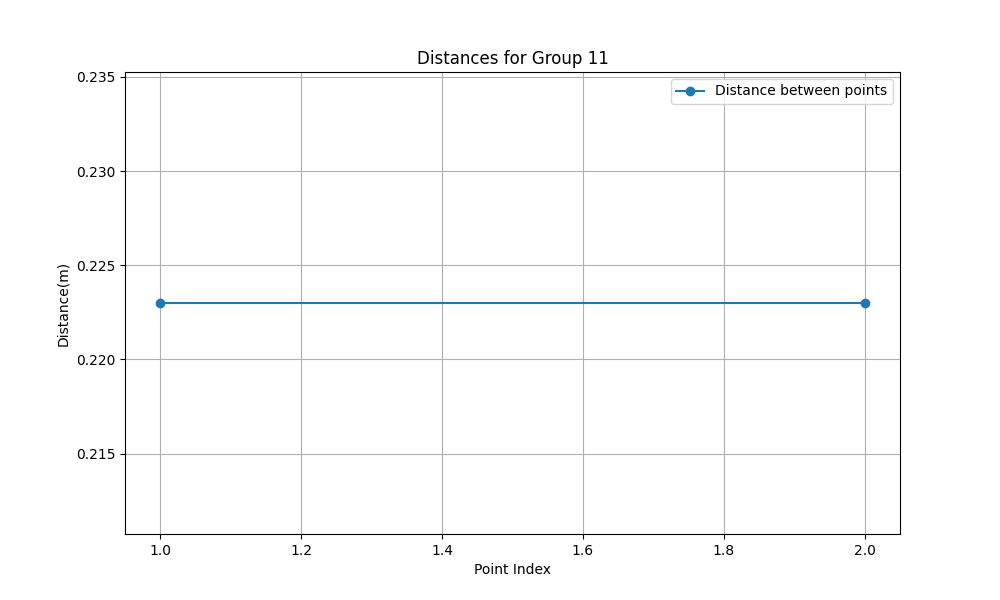 Distances for Group 11
Distance between points
0.235
0.230
0.225
0.220
0.215
Distance(m)
1.0 1.2 1.4 1.6 1.8 2.0
Point Index